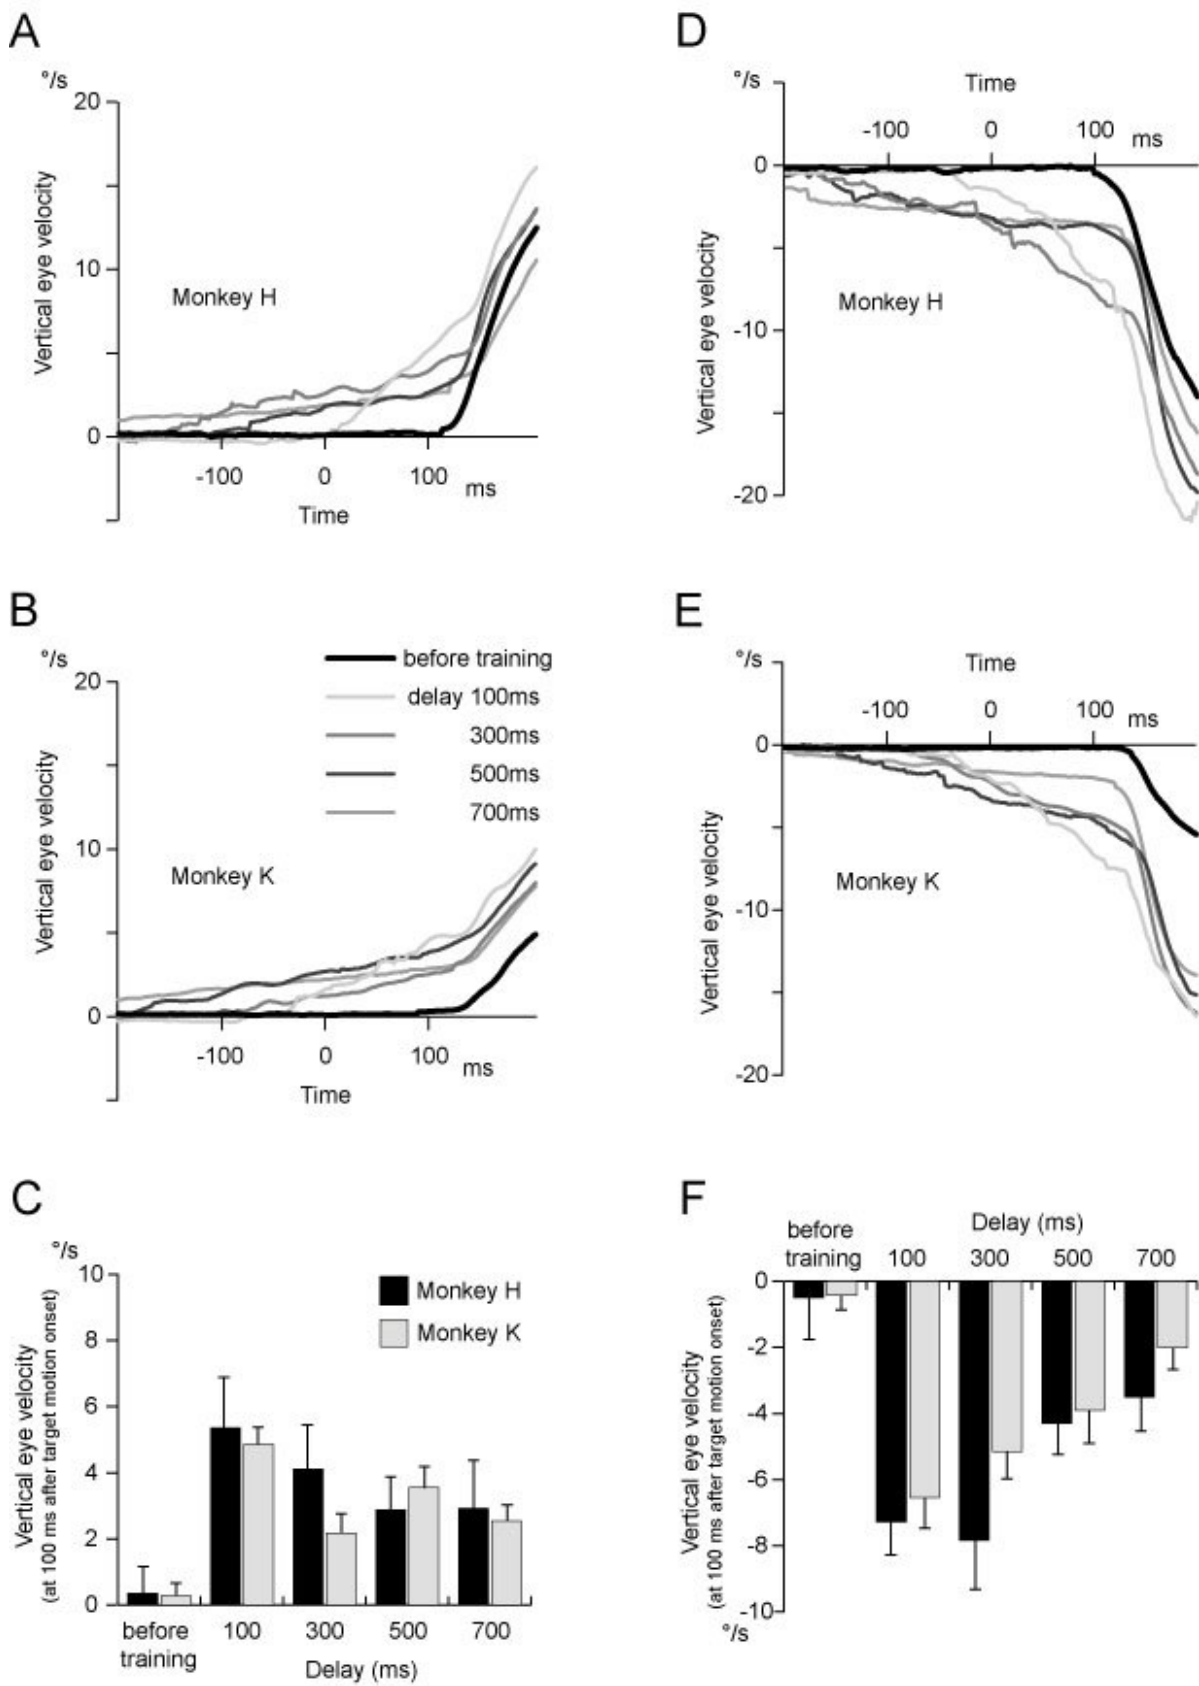 A
°/s
20
10
0
Vertical eye velocity
Monkey H
-100 0 100 ms
Time
D
°/s
Time
-100 0 100 ms
0
-10
-20
Vertical eye velocity
Monkey H
B
°/s
20
10
0
Vertical eye velocity
before training
delay 100ms
300ms
500ms
700ms
Monkey K
-100 0 100 ms
Time
E
°/s
Time
-100 0 100 ms
0
-10
-20
Vertical eye velocity
Monkey K
C
°/s
10
8
6
4
2
0
Vertical eye velocity
(at 100 ms after target motion onset)
Monkey H
Monkey K
before
training
100 300 500 700
Delay (ms)
F
before
training
Delay (ms)
100 300 500 700
0
-2
-4
-6
-8
-10
°/s
Vertical eye velocity
(at 100 ms after target motion onset)